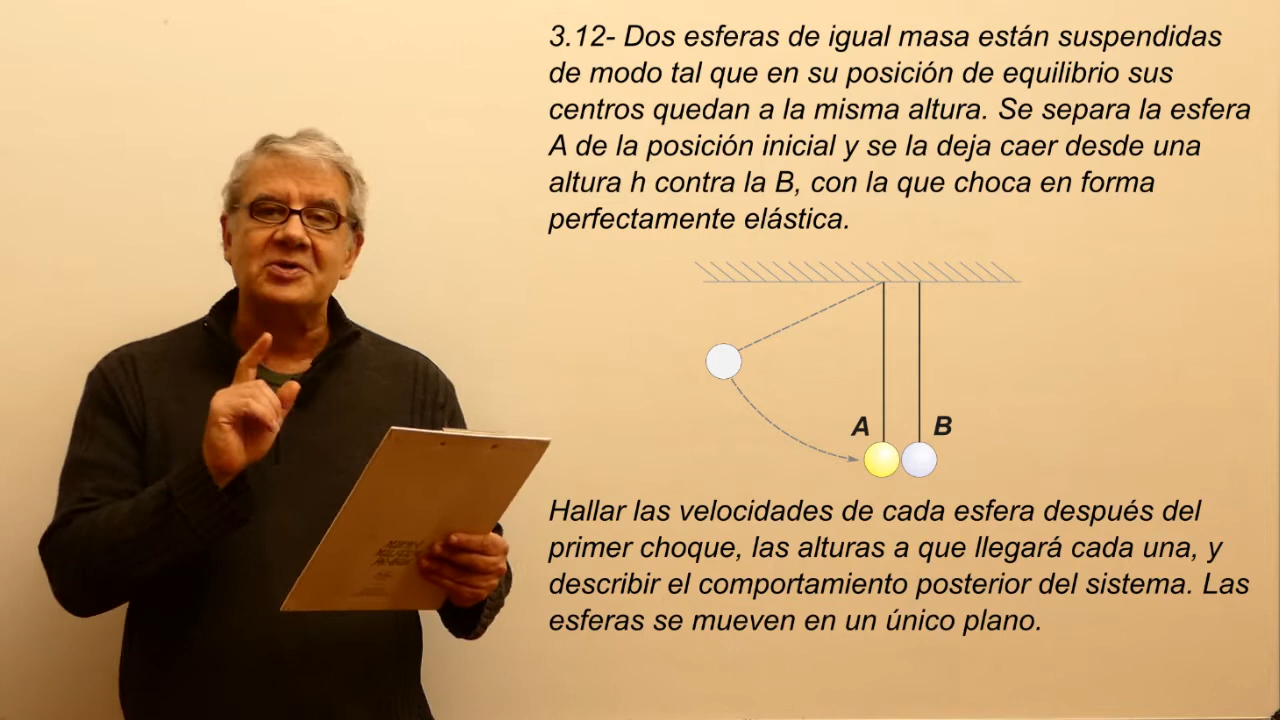 3.12- Dos esferas de igual masa están suspendidas
de modo tal que en su posición de equilibrio sus
centros quedan a la misma altura. Se separa la esfera
A de la posición inicial y se la deja caer desde una
altura h contra la B, con la que choca en forma
perfectamente elástica.
A B
Hallar las velocidades de cada esfera después del
primer choque, las alturas a que llegará cada una, y
describir el comportamiento posterior del sistema. Las
esferas se mueven en un único plano.